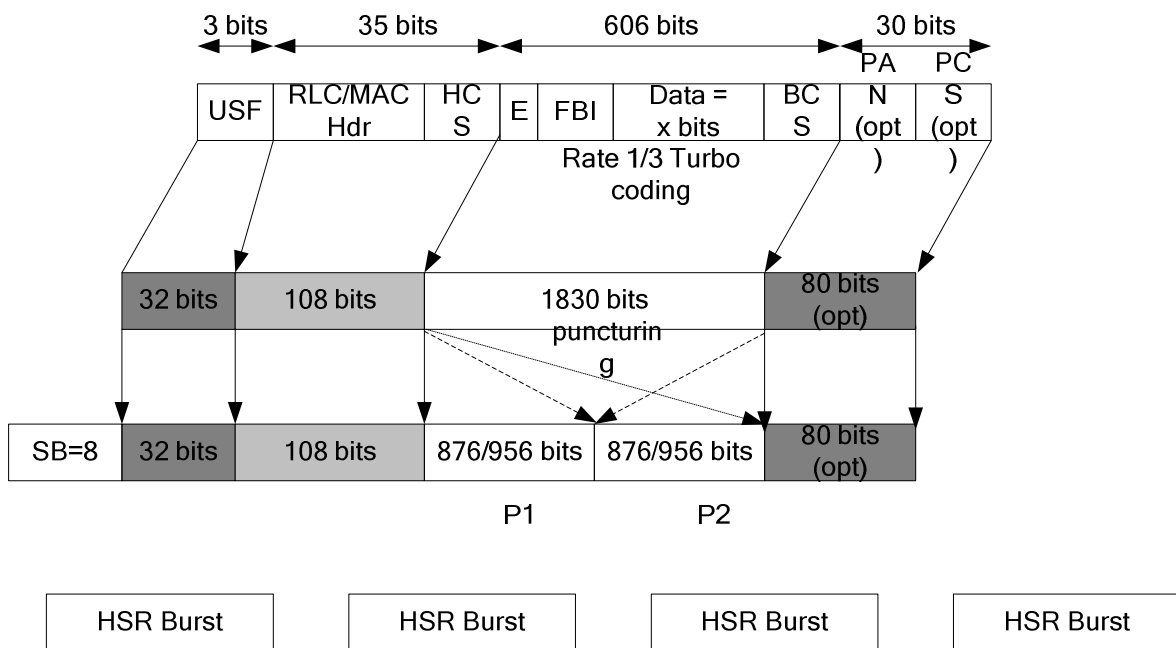 3 bits
35 bits
606 bits
30 bits
USF
RLC/MAC
Hdr
HC
S
E
FBI
Data =
x bits
BC
S
PA
N
(opt
)
PC
S
(opt
)
Rate 1/3 Turbo
coding
32 bits
108 bits
1830 bits
80 bits
(opt)
puncturin
g
SB=8
32 bits
108 bits
876/956 bits
876/956 bits
80 bits
(opt)
P1
P2
HSR Burst
HSR Burst
HSR Burst
HSR Burst